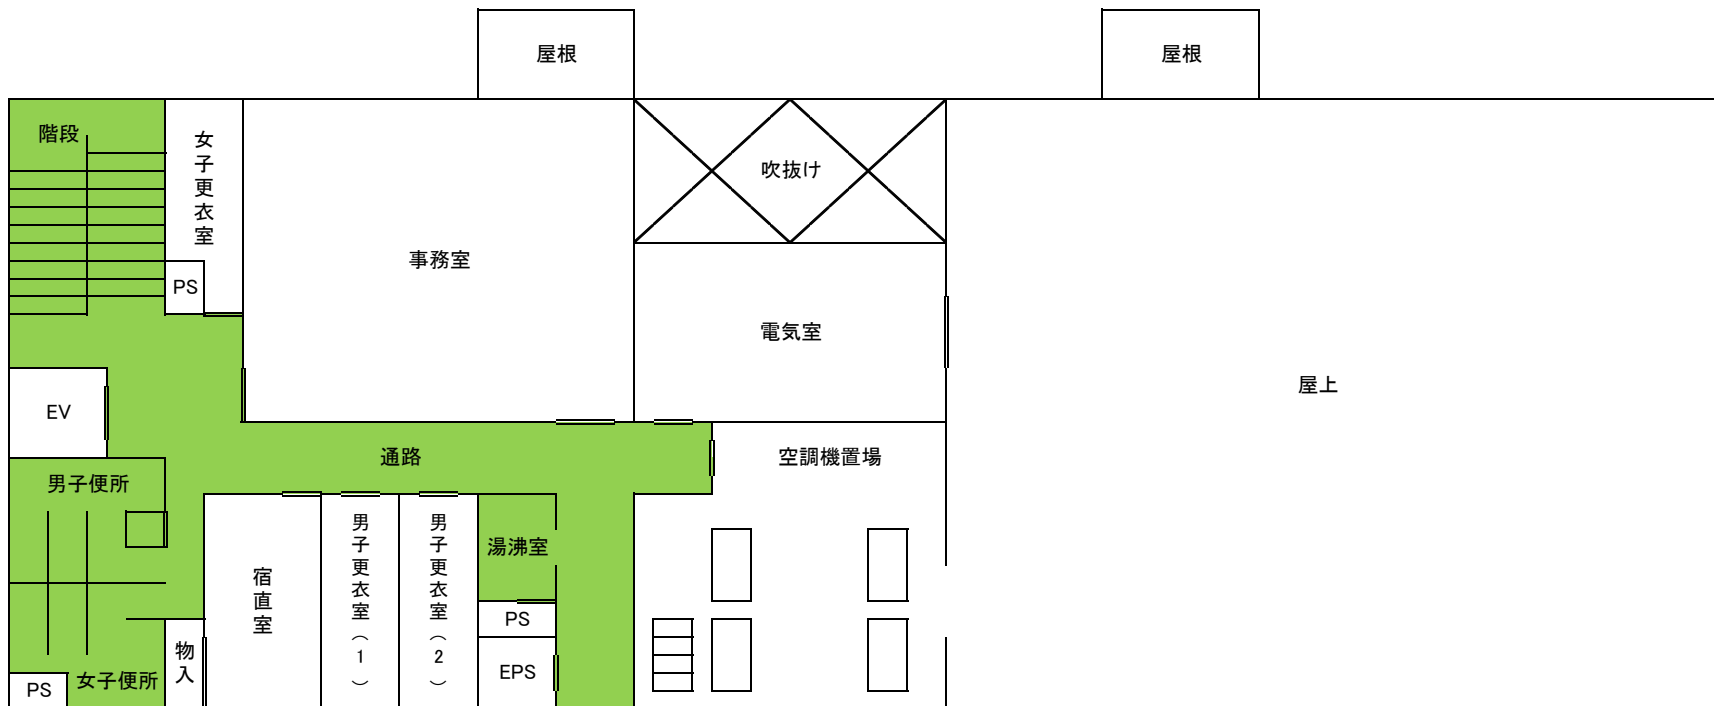 屋根
屋根
階段
女子更衣室
吹抜け
事務室
PS
電気室
屋上
EV
通路
空調機置場
男子便所
男子更衣室(1)
男子更衣室(2)
湯沸室
宿直室
PS
物入
EPS
女子便所
PS